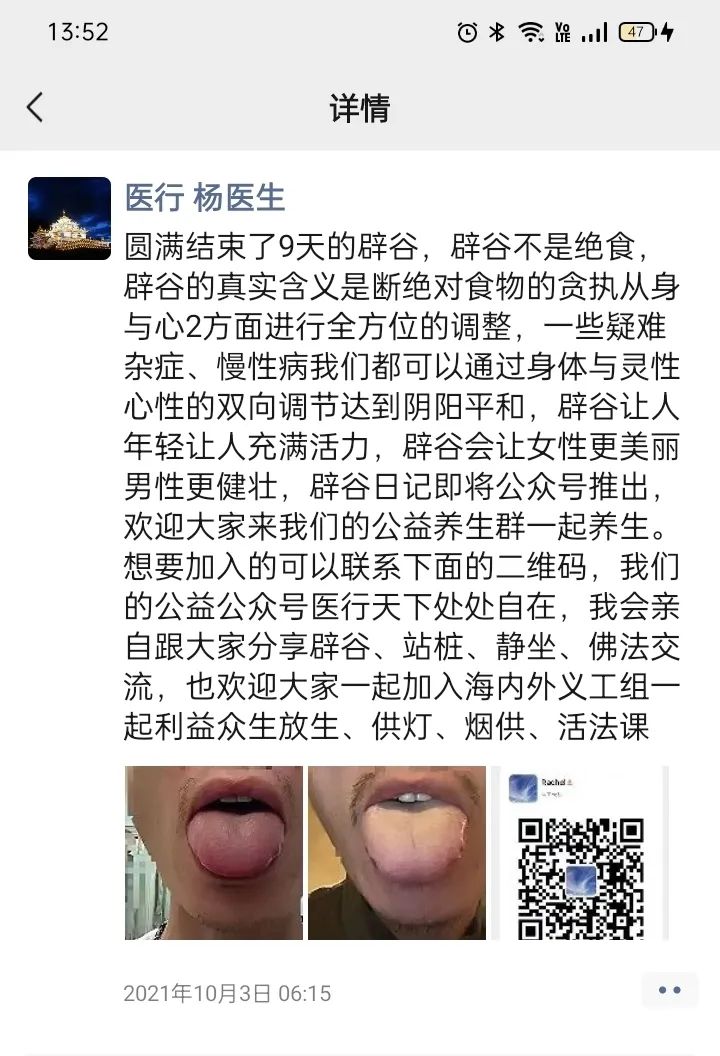 13:52
VO LTE
47
详情
医行 杨医生
圆满结束了9天的辟谷，辟谷不是绝食，
辟谷的真实含义是断绝对食物的贪执从身
与心2方面进行全方位的调整，一些疑难
杂症、慢性病我们都可以通过身体与灵性
心性的双向调节达到阴阳平和，辟谷让人
年轻让人充满活力，辟谷会让女性更美丽
男性更健壮，辟谷日记即将公众号推出，
欢迎大家来我们的公益养生群一起养生。
想要加入的可以联系下面的二维码，我们
的公益公众号医行天下处处自在，我会亲
自跟大家分享辟谷、站桩、静坐、佛法交
流，也欢迎大家一起加入海内外义工组一
起利益众生放生、供灯、烟供、活法课
Rachel
2021年10月3日 06:15